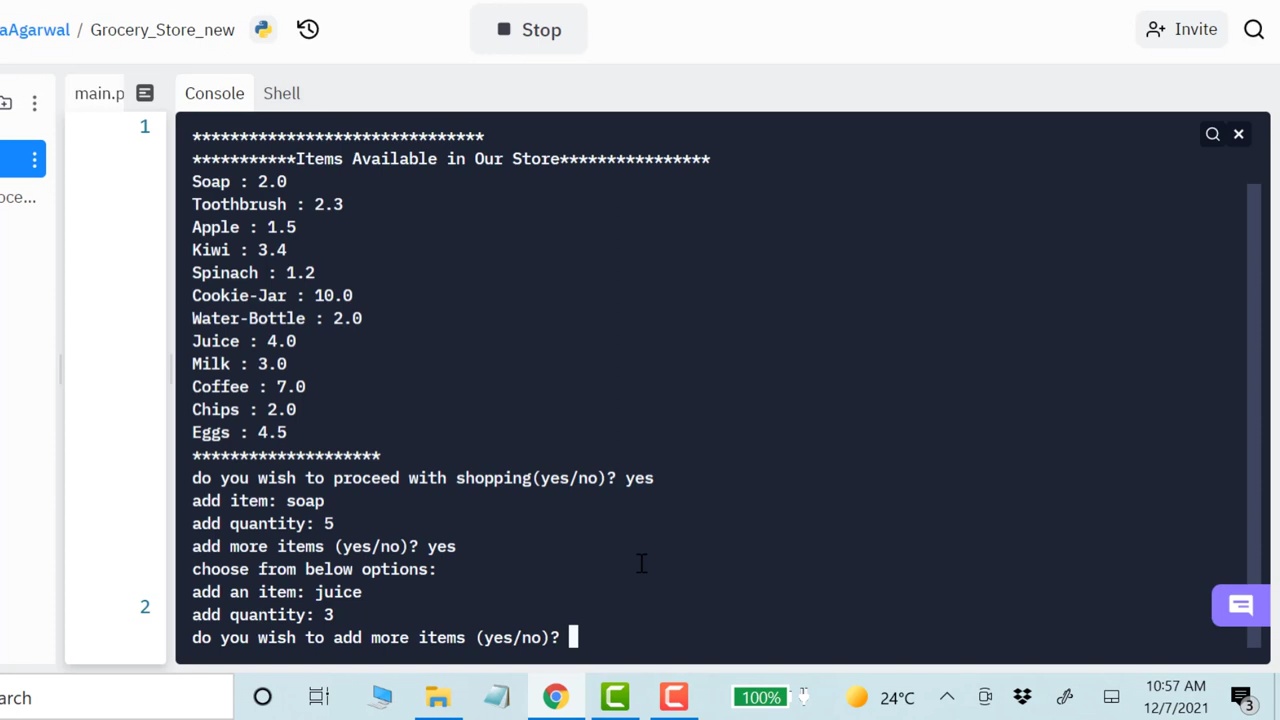 aAgarwal / Grocery_Store_new
Stop
Invite
main.p
Console
Shell
1
*******************************
***********Items Available in Our Store****************
Soap : 2.0
Toothbrush : 2.3
Apple : 1.5
Kiwi : 3.4
Spinach : 1.2
Cookie-Jar : 10.0
Water-Bottle : 2.0
Juice : 4.0
Milk : 3.0
Coffee : 7.0
Chips : 2.0
Eggs : 4.5
********************
do you wish to proceed with shopping(yes/no)? yes
add item: soap
add quantity: 5
add more items (yes/no)? yes
choose from below options:
add an item: juice
add quantity: 3
do you wish to add more items (yes/no)?
oce...
2
arch
100%
24°C
10:57 AM
12/7/2021
3